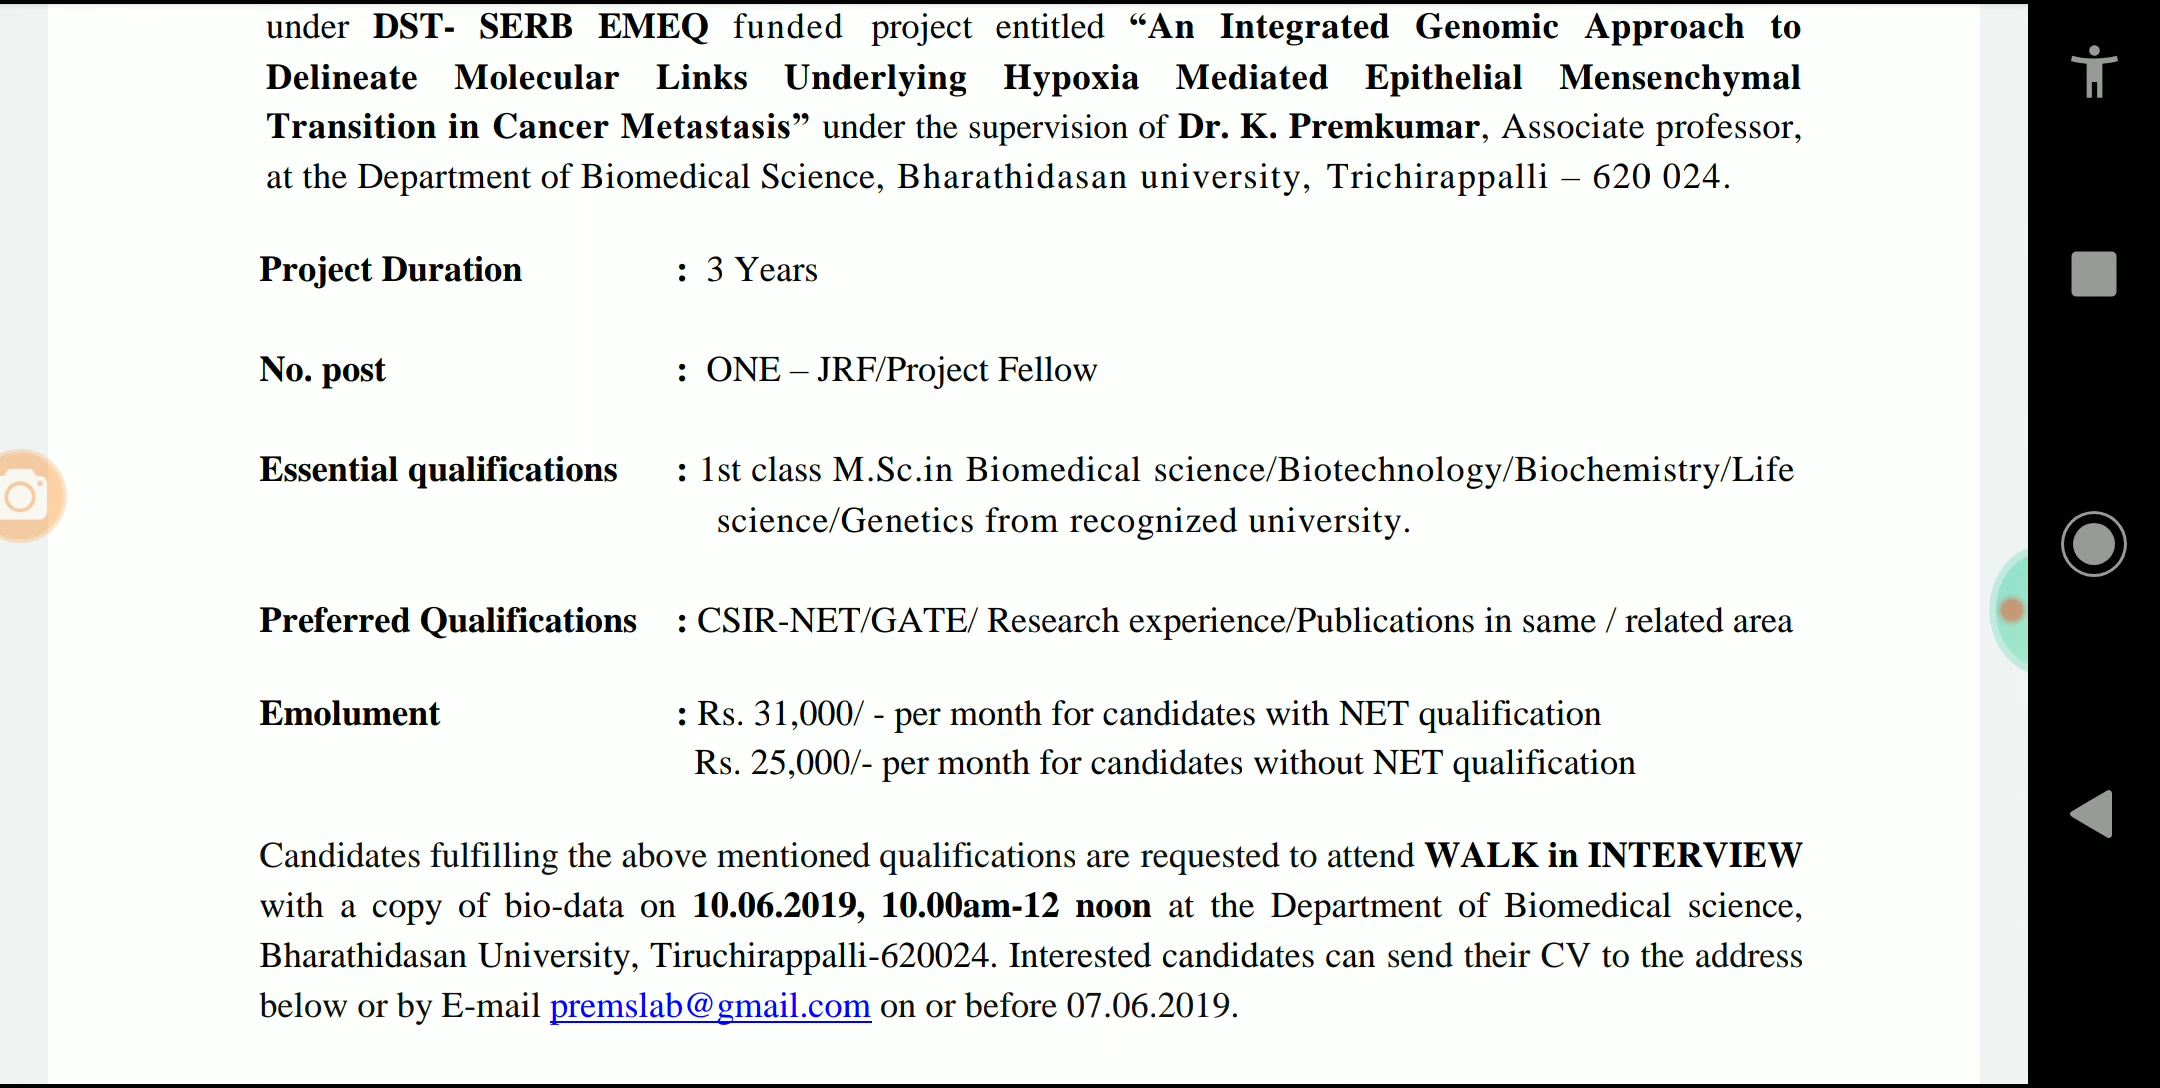 under DST- SERB EMEQ funded project entitled “An Integrated Genomic Approach to
Delineate Molecular Links Underlying Hypoxia Mediated Epithelial Mensenchymal
Transition in Cancer Metastasis” under the supervision of Dr. K. Premkumar, Associate professor,
at the Department of Biomedical Science, Bharathidasan university, Trichirappalli – 620 024.
Project Duration : 3 Years
No. post : ONE – JRF/Project Fellow
Essential qualifications : 1st class M.Sc.in Biomedical science/Biotechnology/Biochemistry/Life
science/Genetics from recognized university.
Preferred Qualifications : CSIR-NET/GATE/ Research experience/Publications in same / related area
Emolument : Rs. 31,000/ - per month for candidates with NET qualification
Rs. 25,000/- per month for candidates without NET qualification
Candidates fulfilling the above mentioned qualifications are requested to attend WALK in INTERVIEW
with a copy of bio-data on 10.06.2019, 10.00am-12 noon at the Department of Biomedical science,
Bharathidasan University, Tiruchirappalli-620024. Interested candidates can send their CV to the address
below or by E-mail premslab@gmail.com on or before 07.06.2019.